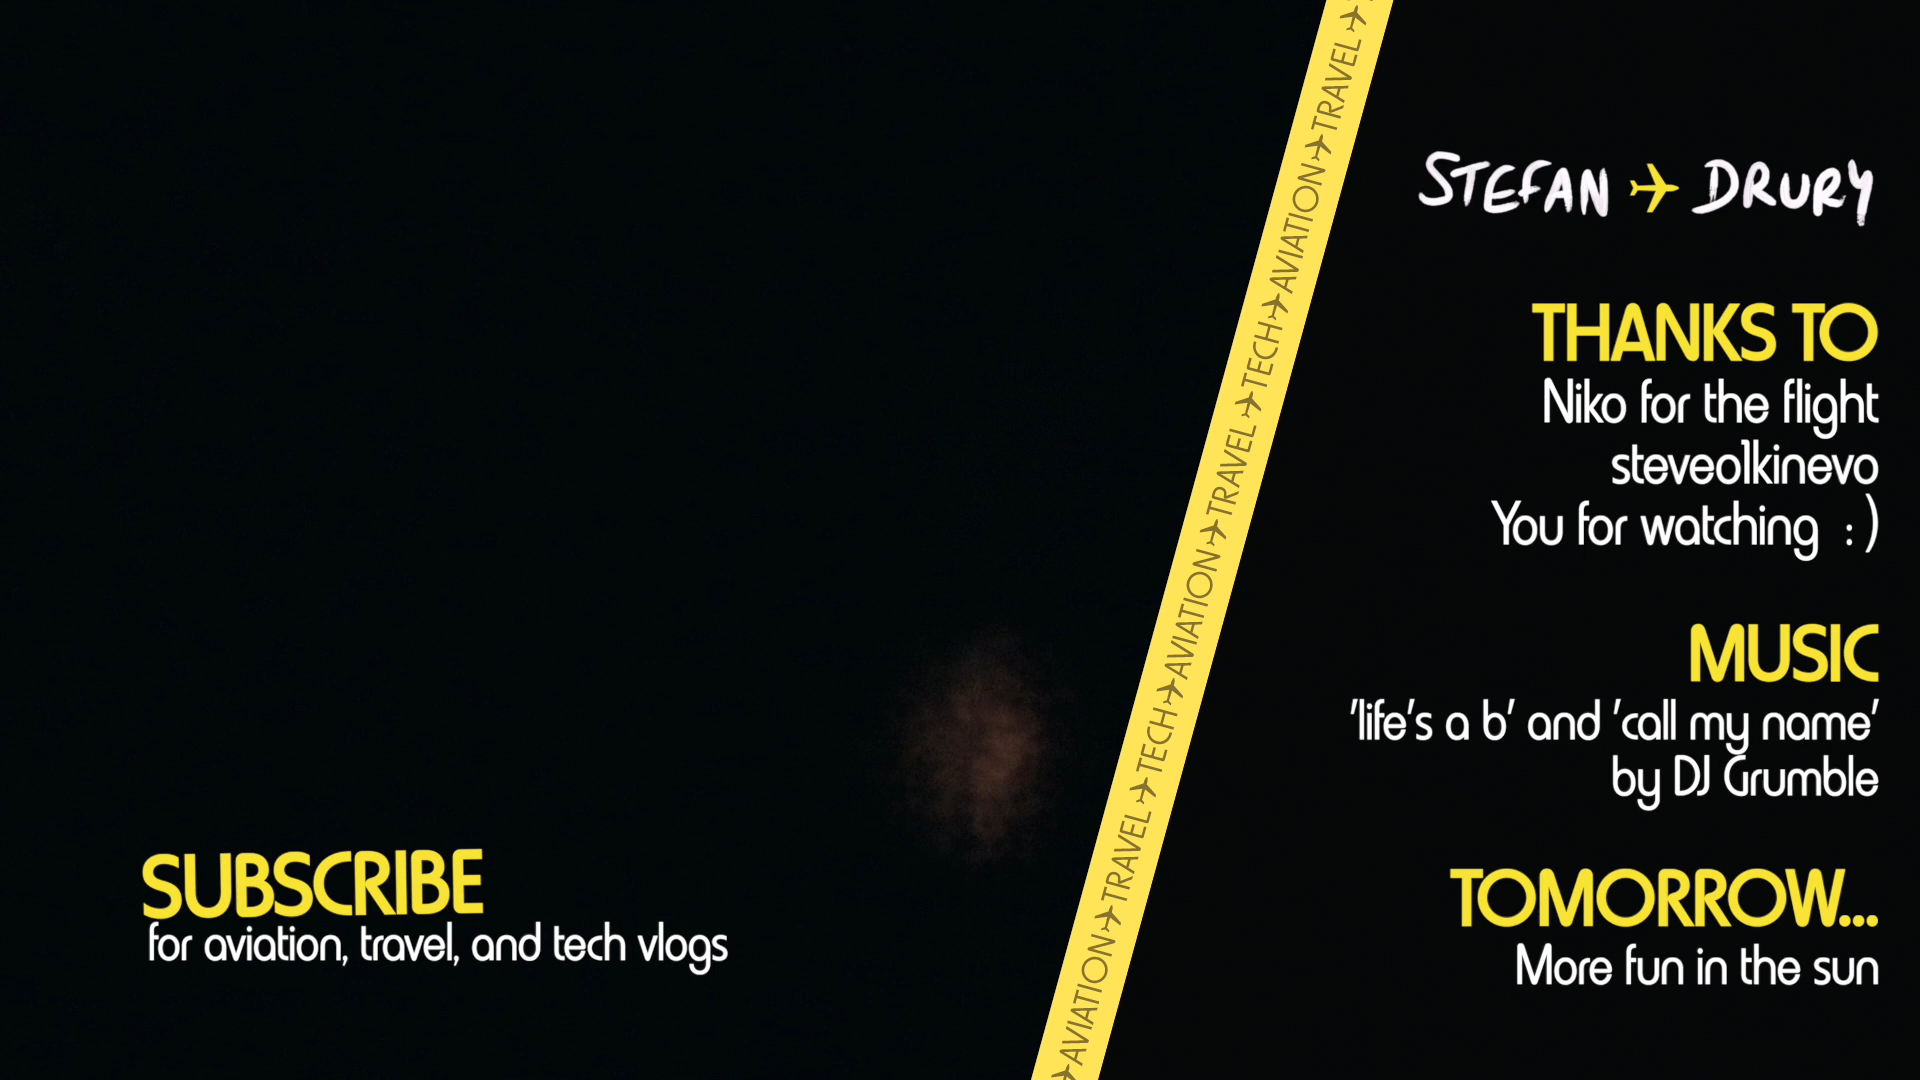 SUBSCRIBE
for aviation, travel, and tech vlogs
AVIATION TRAVEL TECH AVIATION TRAVEL TECH AVIATION TRAVEL
STEFAN DRURY
THANKS TO
Niko for the flight
steveo1kinevo
You for watching :)
MUSIC
'life's a b' and 'call my name'
by DJ Grumble
TOMORROW...
More fun in the sun